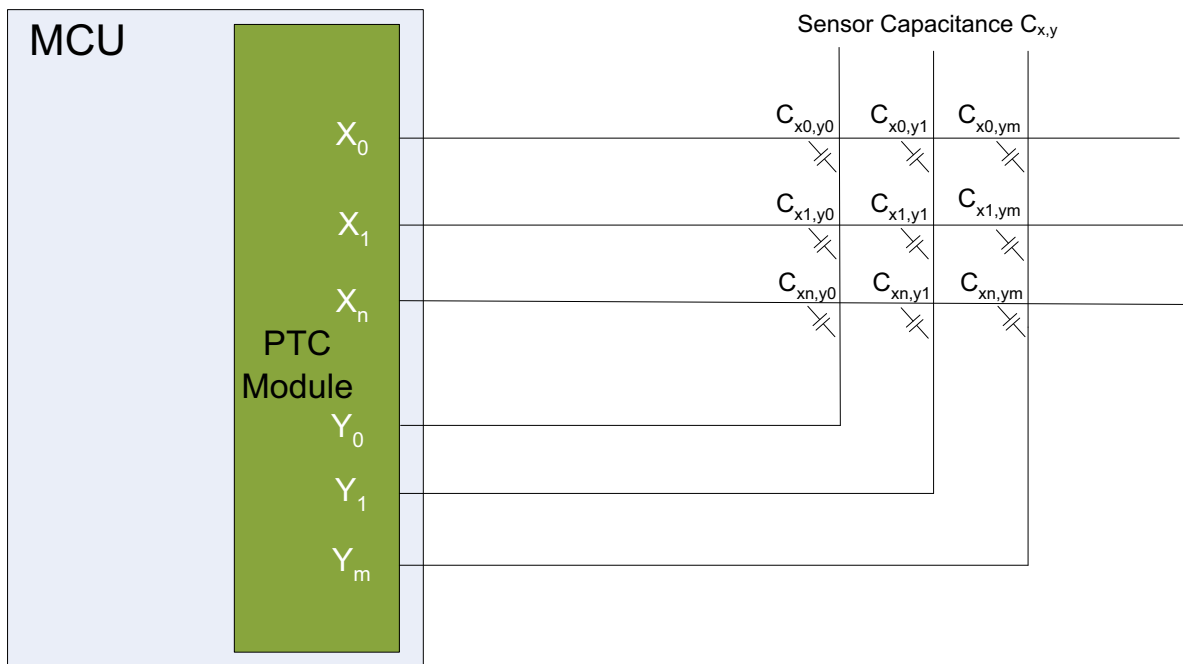 MCU
Sensor Capacitance Cx,y
X0
Cx0,y0
Cx0,y1
Cx0,ym
X1
Cx1,y0
Cx1,y1
Cx1,ym
Xn
Cxn,y0
Cxn,y1
Cxn,ym
PTC
Module
Y0
Y1
Ym